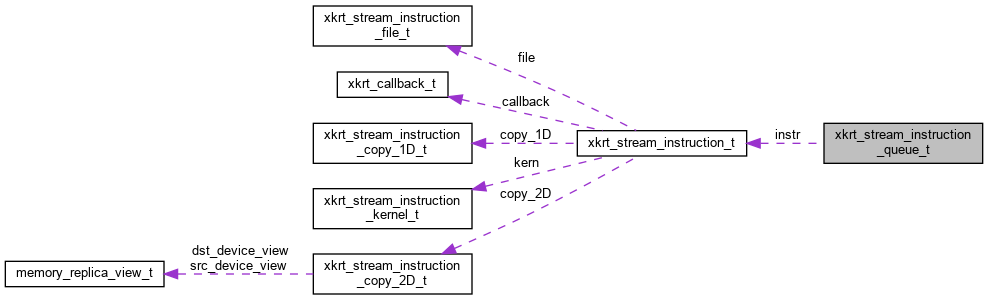 xkrt_stream_instruction
_file_t
file
xkrt_callback_t
callback
xkrt_stream_instruction
_copy_1D_t
copy_1D
xkrt_stream_instruction_t
instr
xkrt_stream_instruction
_queue_t
kern
xkrt_stream_instruction
_kernel_t
copy_2D
dst_device_view
src_device_view
memory_replica_view_t
xkrt_stream_instruction
_copy_2D_t